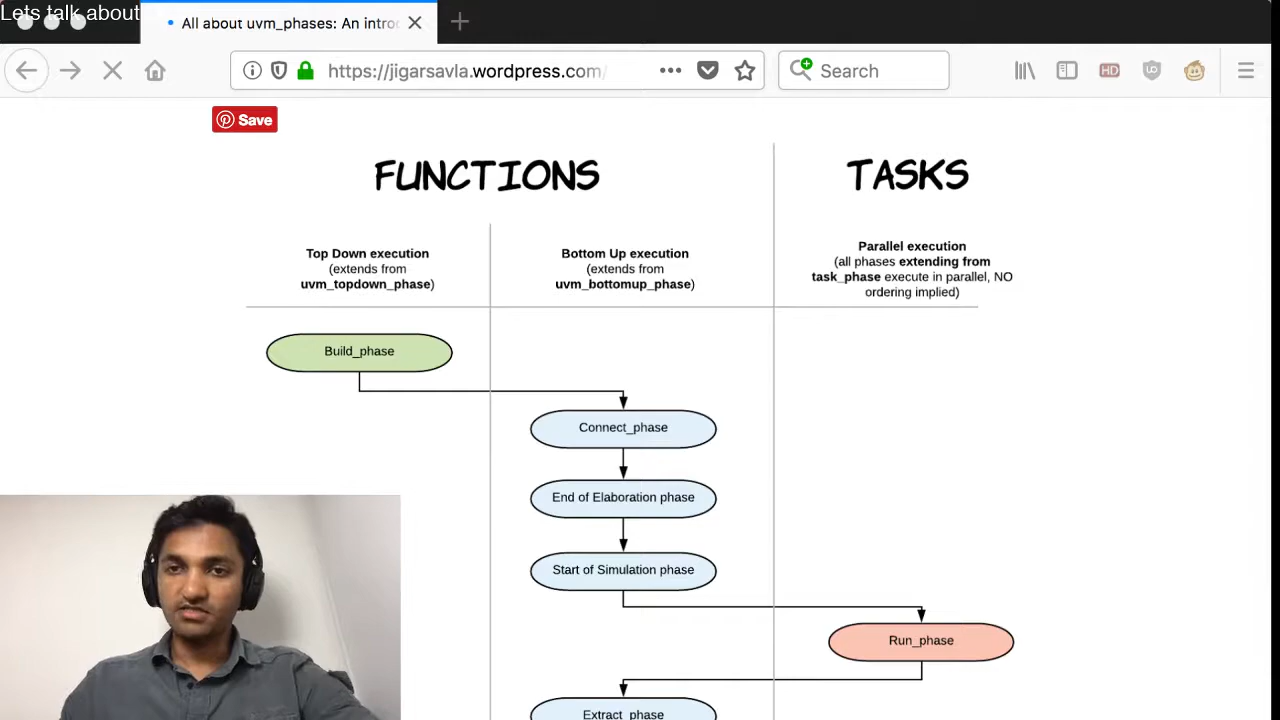 Lets talk about
All about uvm_phases: An intro
https://jigarsavla.wordpress.com/
Search
HD
Save
FUNCTIONS
TASKS
Top Down execution
(extends from
uvm_topdown_phase)
Bottom Up execution
(extends from
uvm_bottomup_phase)
Parallel execution
(all phases extending from
task_phase execute in parallel, NO
ordering implied)
Build_phase
Connect_phase
End of Elaboration phase
Start of Simulation phase
Run_phase
Extract_phase